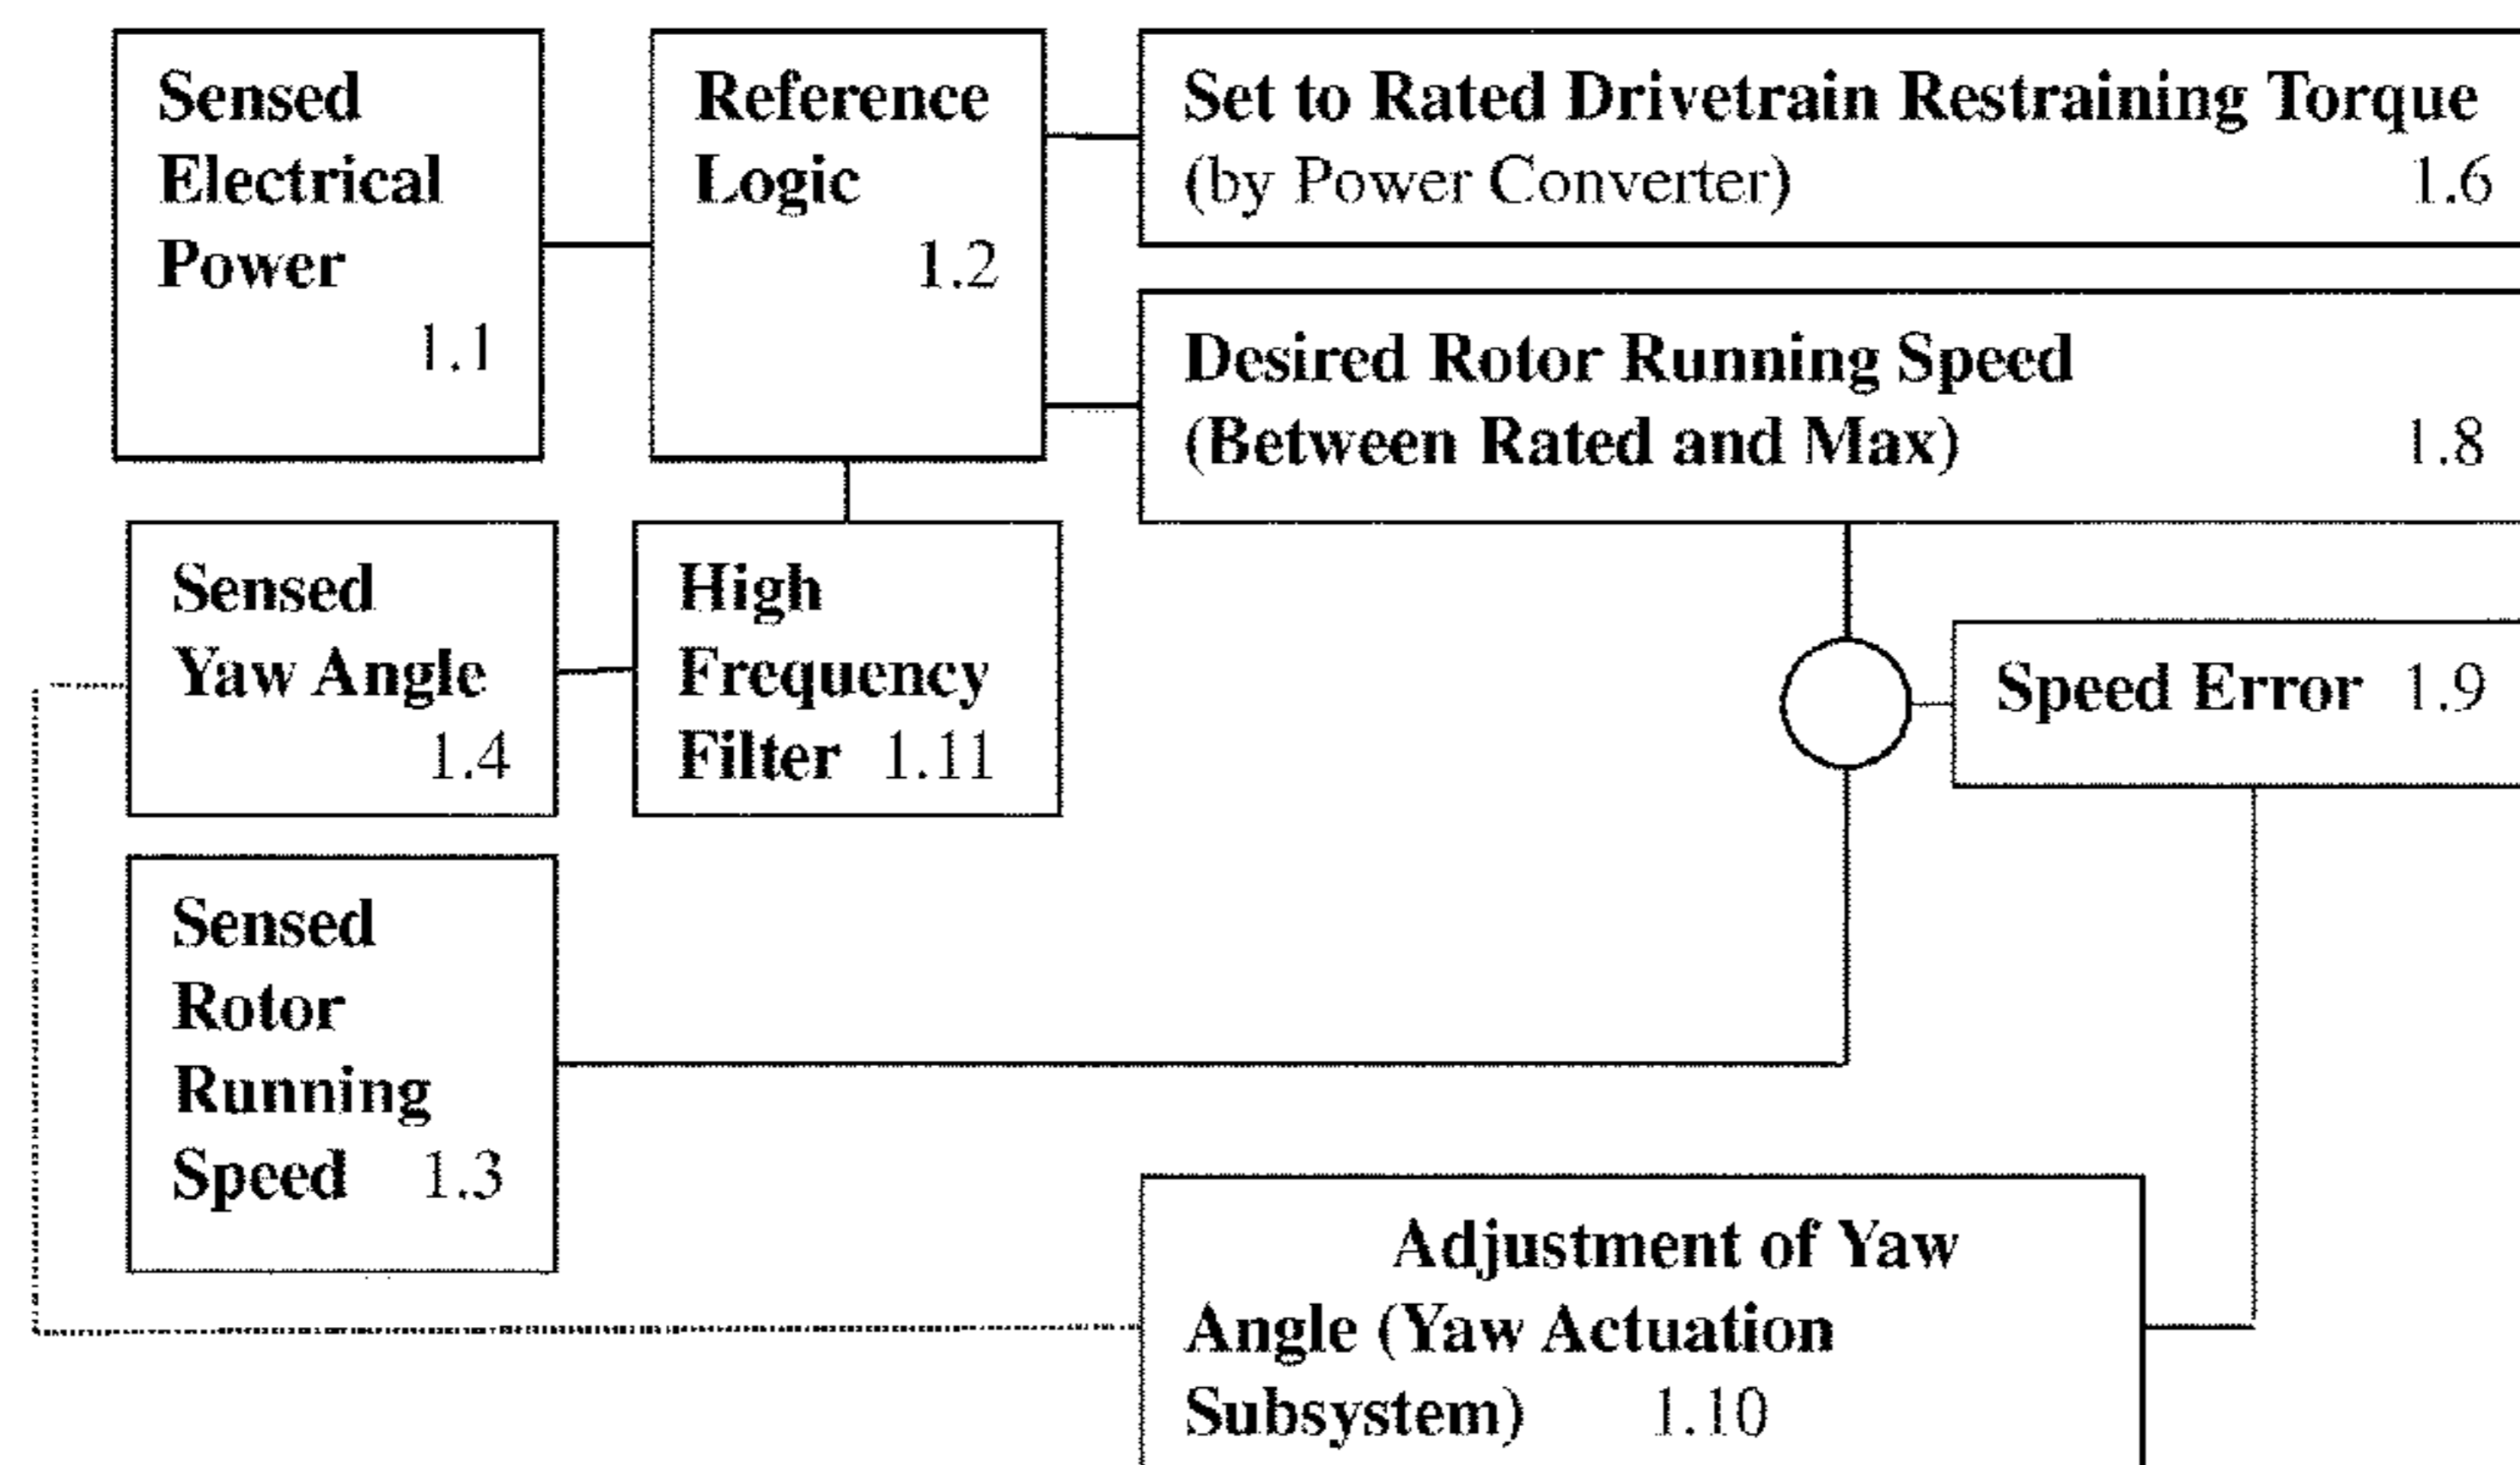 Sensed
Electrical
Power
1.1
Reference
Logic
1.2
Set to Rated Drivetrain Restraining Torque
(by Power Converter) 1.6
Desired Rotor Running Speed
(Between Rated and Max) 1.8
Sensed
Yaw Angle
1.4
High
Frequency
Filter 1.11
Speed Error 1.9
Sensed
Rotor
Running
Speed 1.3
Adjustment of Yaw
Angle (Yaw Actuation
Subsystem) 1.10